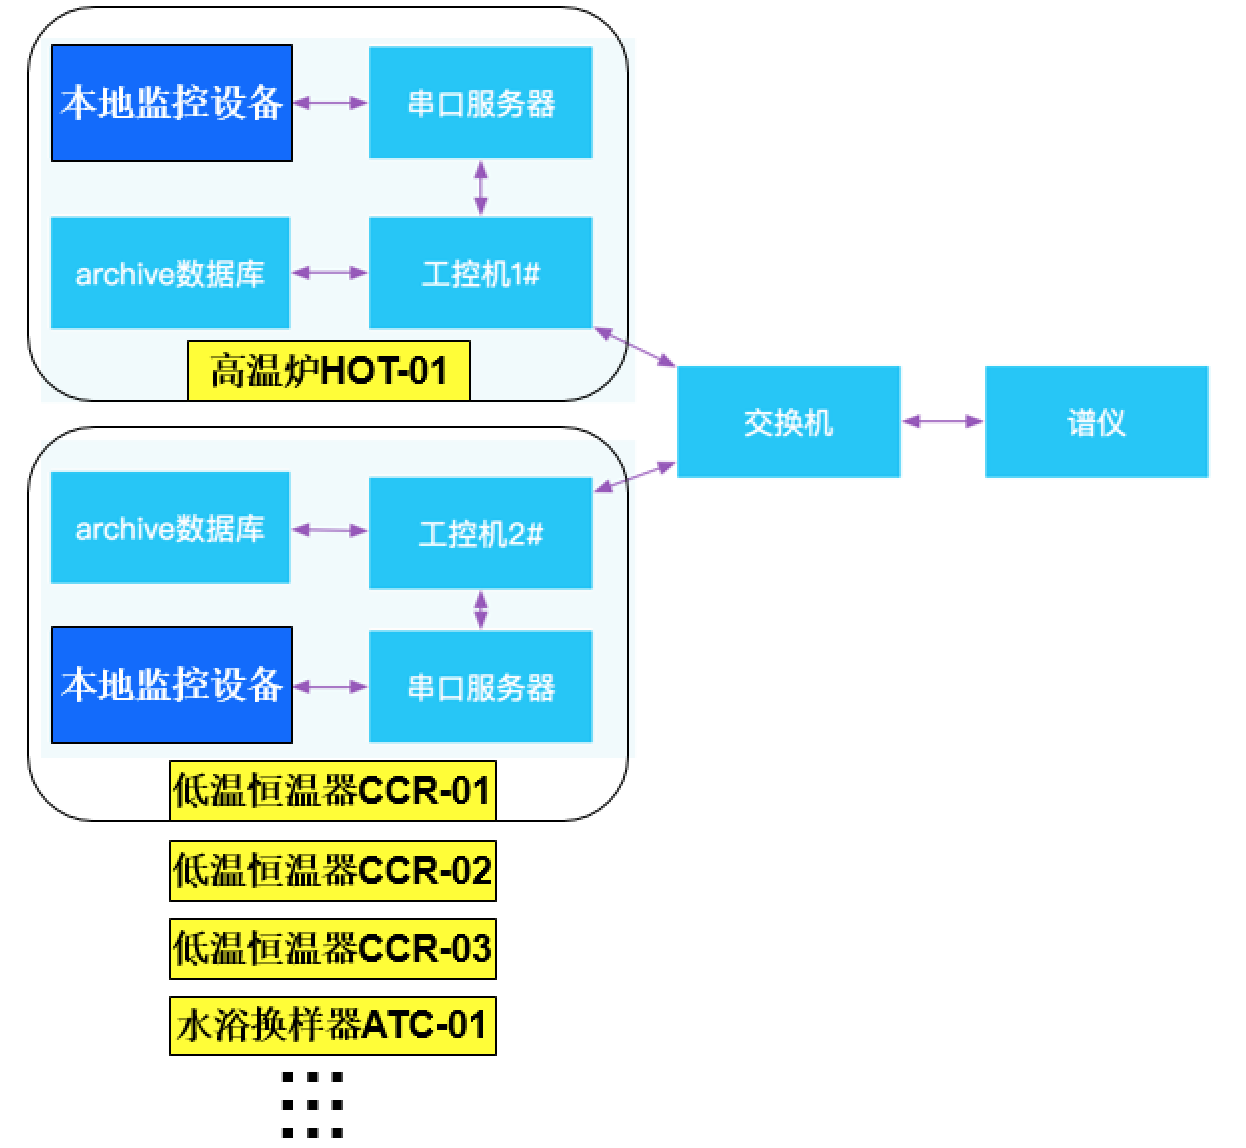 本地监控设备
串口服务器
archive数据库
工控机1#
高温炉HOT-01
交换机
谱仪
archive数据库
工控机2#
本地监控设备
串口服务器
低温恒温器CCR-01
低温恒温器CCR-02
低温恒温器CCR-03
水浴换样器ATC-01